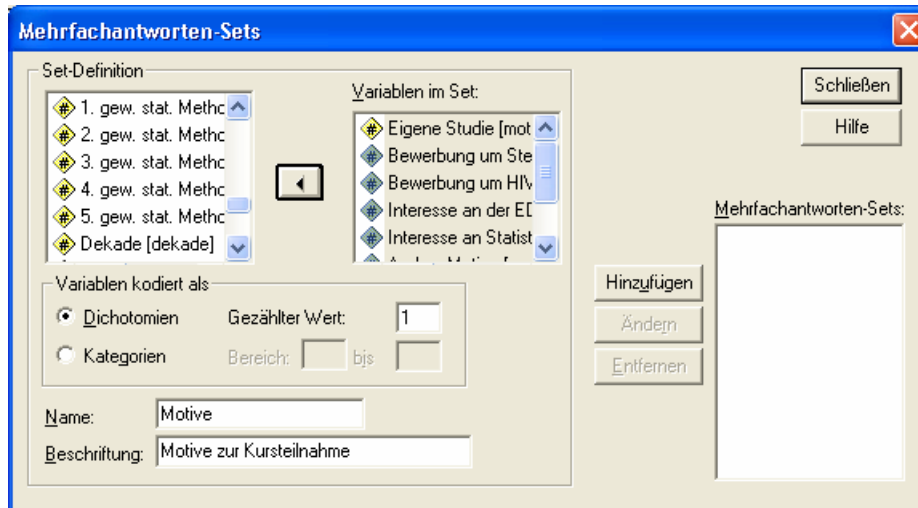 Mehrfachantworten-Sets
Set-Definition
1. gew. stat. Methc
2. gew. stat. Methc
3. gew. stat. Methc
4. gew. stat. Methc
5. gew. stat. Methc
Dekade [dekade]
Variablen im Set:
Eigene Studie [mot
Bewerbung um Ste
Bewerbung um HIV
Interesse an der ED
Interesse an Statist
Variablen kodiert als
Dichotomien Gezählter Wert: 1
Kategorien Bereich: bis
Name: Motive
Beschriftung: Motive zur Kursteilnahme
Schließen
Hilfe
Mehrfachantworten-Sets:
Hinzufügen
Ändern
Entfernen